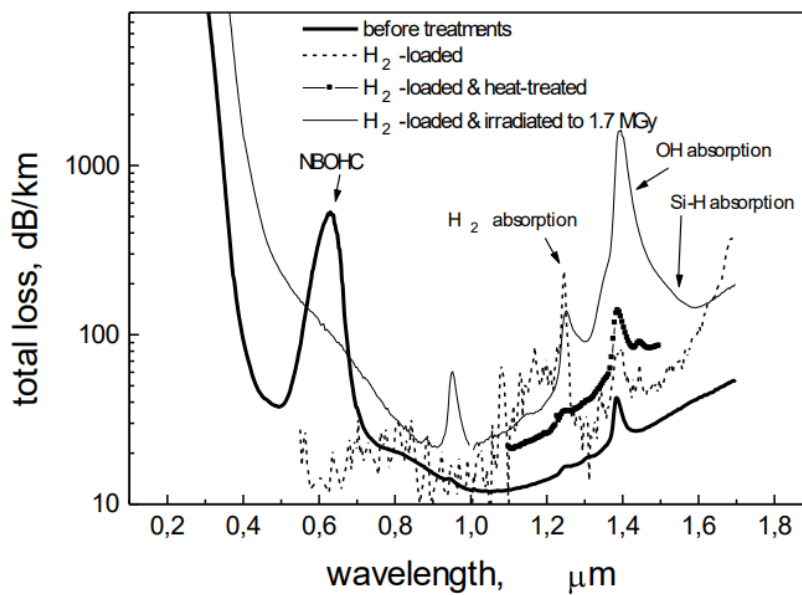 before treatments
H2 -loaded
H2 -loaded & heat-treated
H2 -loaded & irradiated to 1.7 MGy
NBOHC
OH absorption
Si-H absorption
H2 absorption
total loss, dB/km
1000
100
10
0,2 0,4 0,6 0,8 1,0 1,2 1,4 1,6 1,8
wavelength, μm